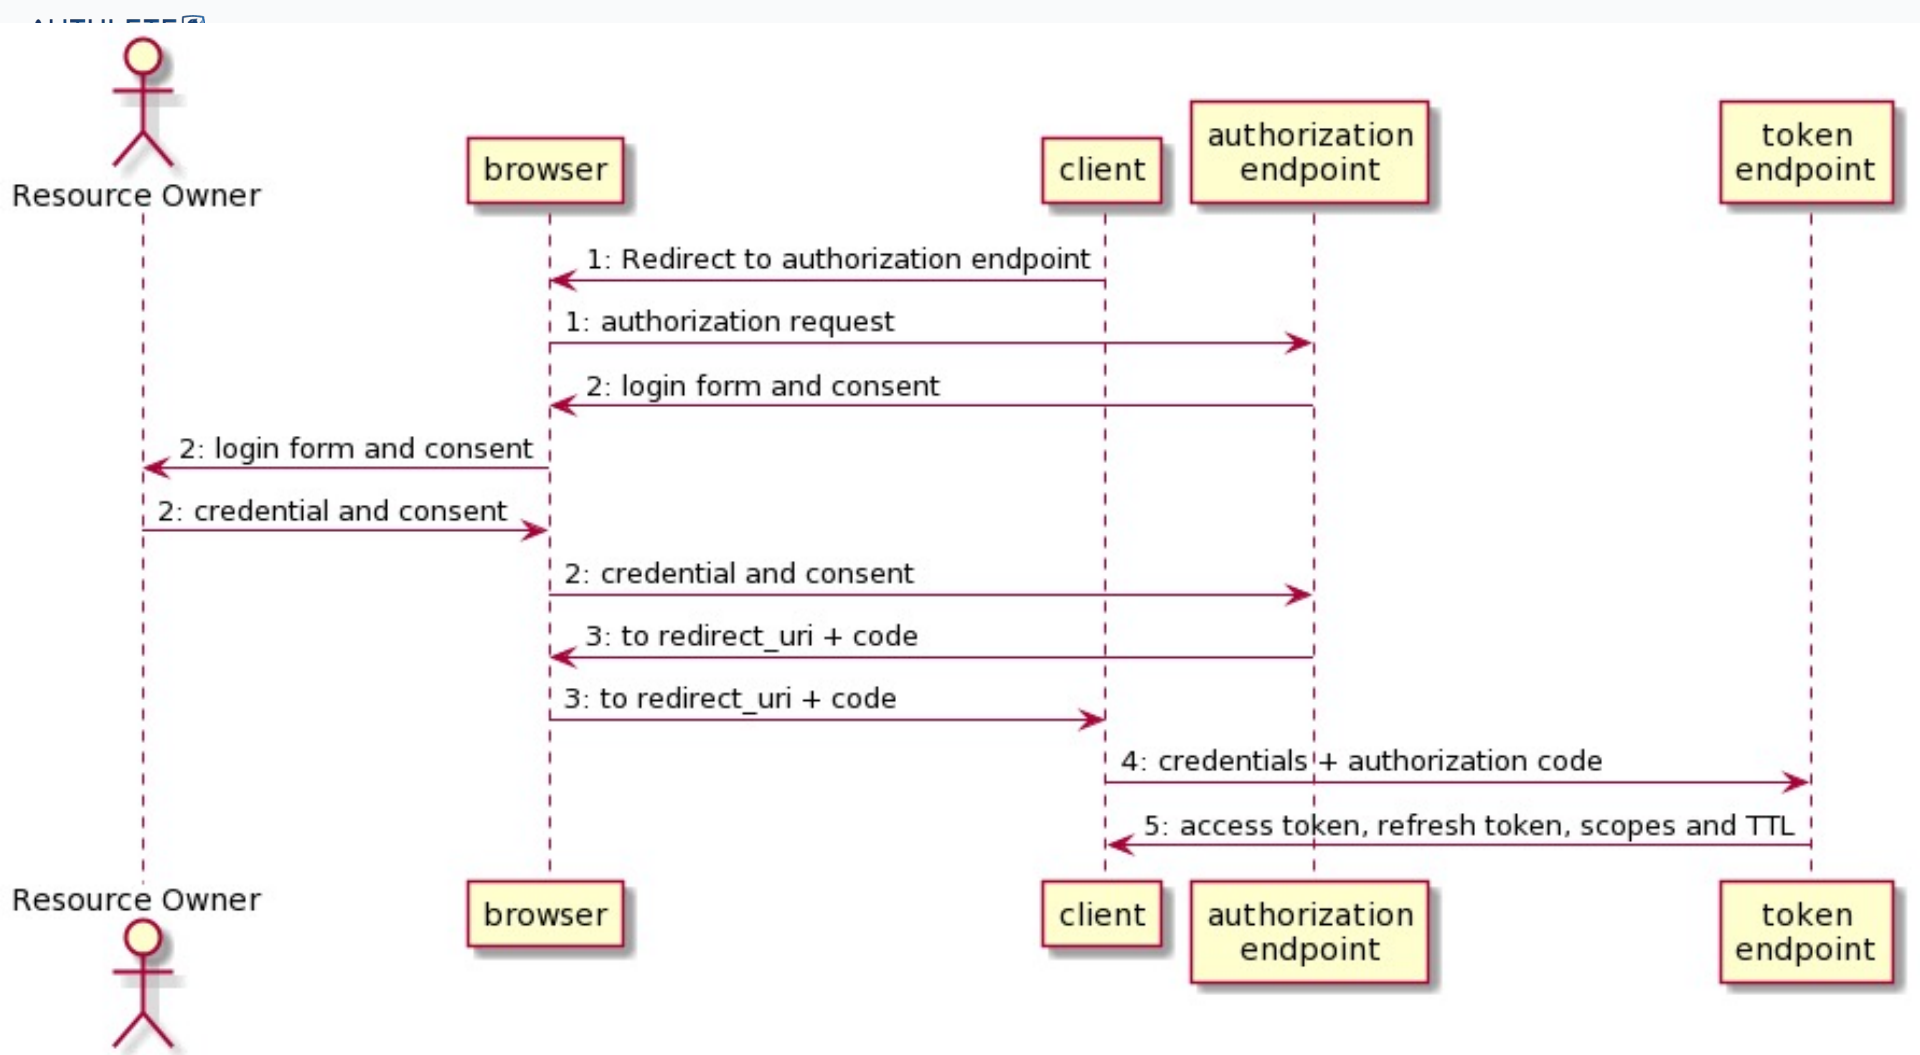 AUTHLETE
Resource Owner
browser
client
authorization
endpoint
token
endpoint
1: Redirect to authorization endpoint
1: authorization request
2: login form and consent
2: login form and consent
2: credential and consent
2: credential and consent
3: to redirect_uri + code
3: to redirect_uri + code
4: credentials + authorization code
5: access token, refresh token, scopes and TTL
Resource Owner
browser
client
authorization
endpoint
token
endpoint